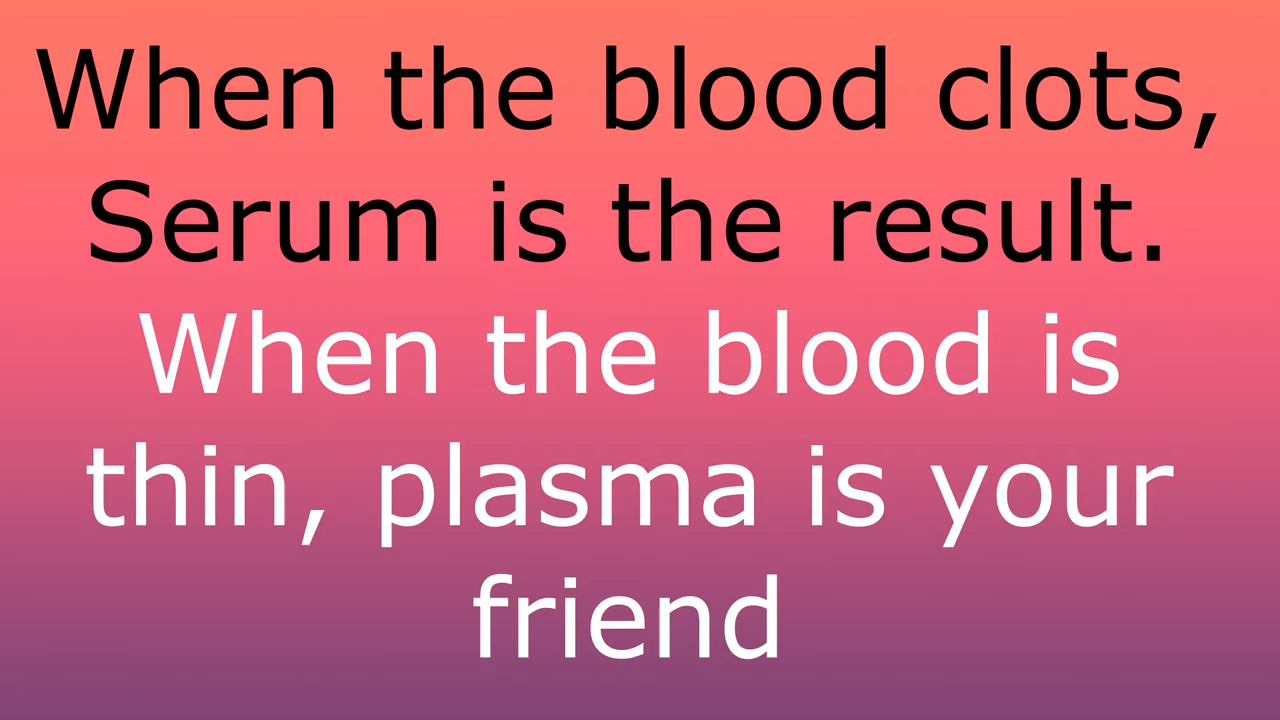 When the blood clots,
Serum is the result.
When the blood is
thin, plasma is your
friend